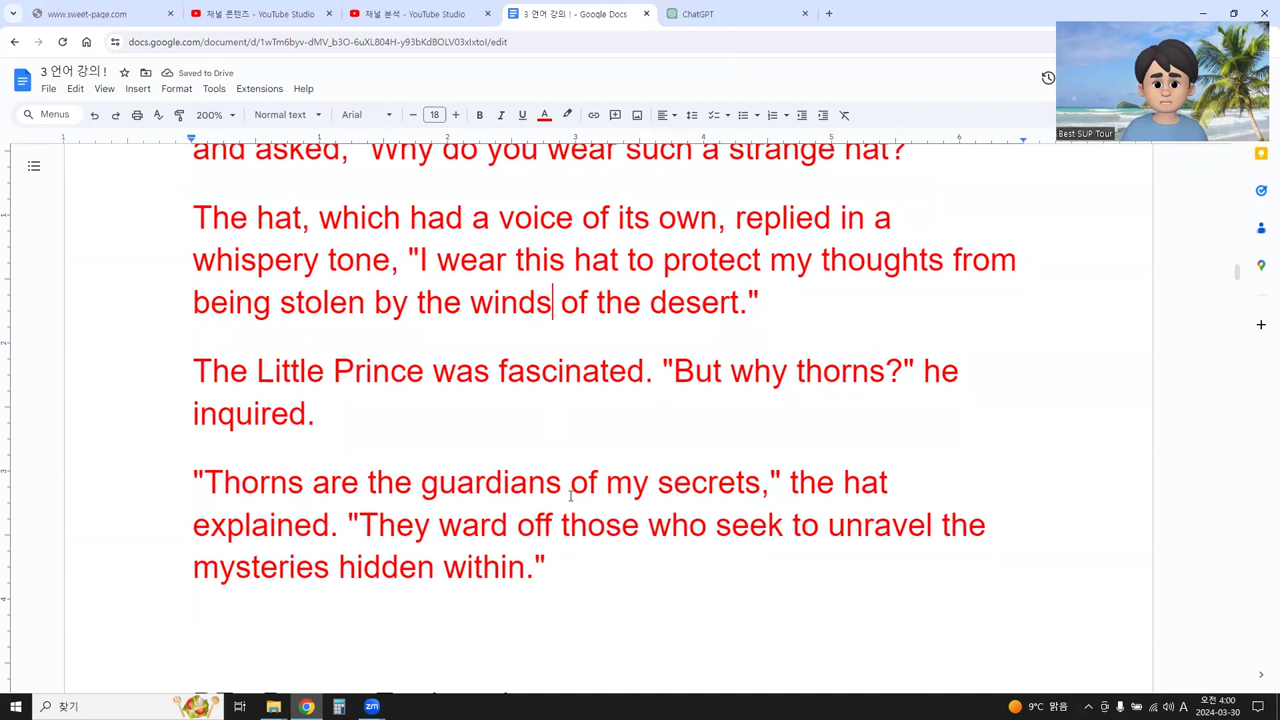 www.sweet-page.com
채널 콘텐츠 - YouTube Studio
채널 분석 - YouTube Studio
3 언어 강의 ! - Google Docs
ChatGPT
docs.google.com/document/d/1wTm6byv-dMV_b3O-6uXL804H-y93bKdBOLV03xIxtoI/edit
3 언어 강의 !
Saved to Drive
File Edit View Insert Format Tools Extensions Help
Menus
200%
Normal text
Arial
18
Best SUP Tour
and asked, "Why do you wear such a strange hat?"
The hat, which had a voice of its own, replied in a
whispery tone, "I wear this hat to protect my thoughts from
being stolen by the winds of the desert."
The Little Prince was fascinated. "But why thorns?" he
inquired.
"Thorns are the guardians of my secrets," the hat
explained. "They ward off those who seek to unravel the
mysteries hidden within."
찾기
9°C 맑음
A
오전 4:00
2024-03-30